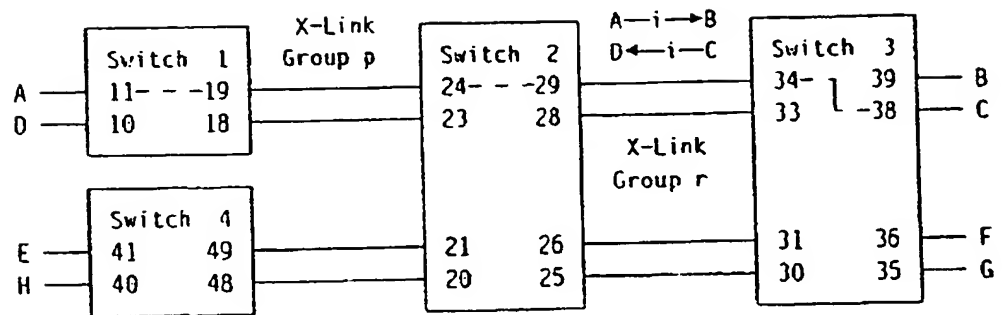 X-Link
Group p
A—i→B
D←i—C
Switch 1
Switch 2
Switch 3
A
11- - -19
24- - -29
34-
39
B
D
10
18
23
28
33
-38
C
X-Link
Group r
Switch 4
E
41
49
21
26
31
36
F
H
40
48
20
25
30
35
G